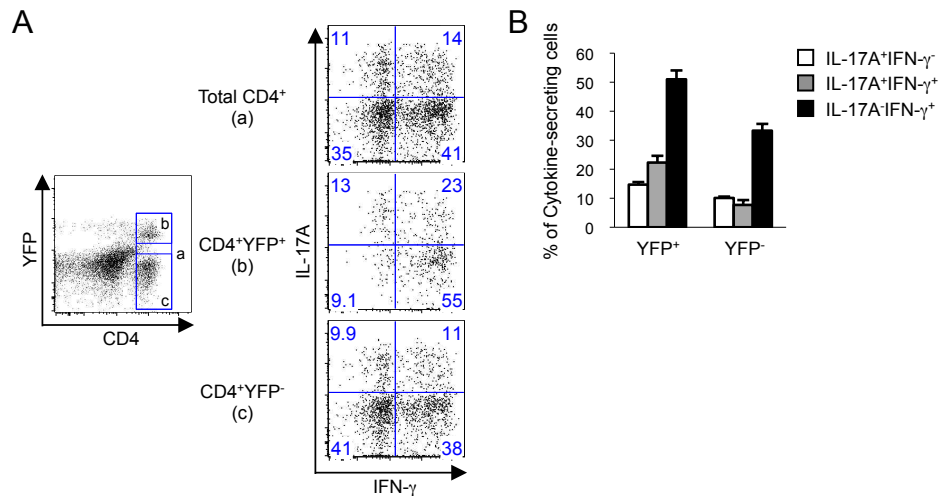 A
YFP
CD4
b
a
c
Total CD4⁺
(a)
CD4⁺YFP⁺
(b)
CD4⁺YFP⁻
(c)
IL-17A
11 14
35 41
13 23
9.1 55
9.9 11
41 38
IFN-γ
B
% of Cytokine-secreting cells
60
50
40
30
20
10
0
YFP⁺ YFP⁻
IL-17A⁺IFN-γ⁻
IL-17A⁺IFN-γ⁺
IL-17A⁻IFN-γ⁺